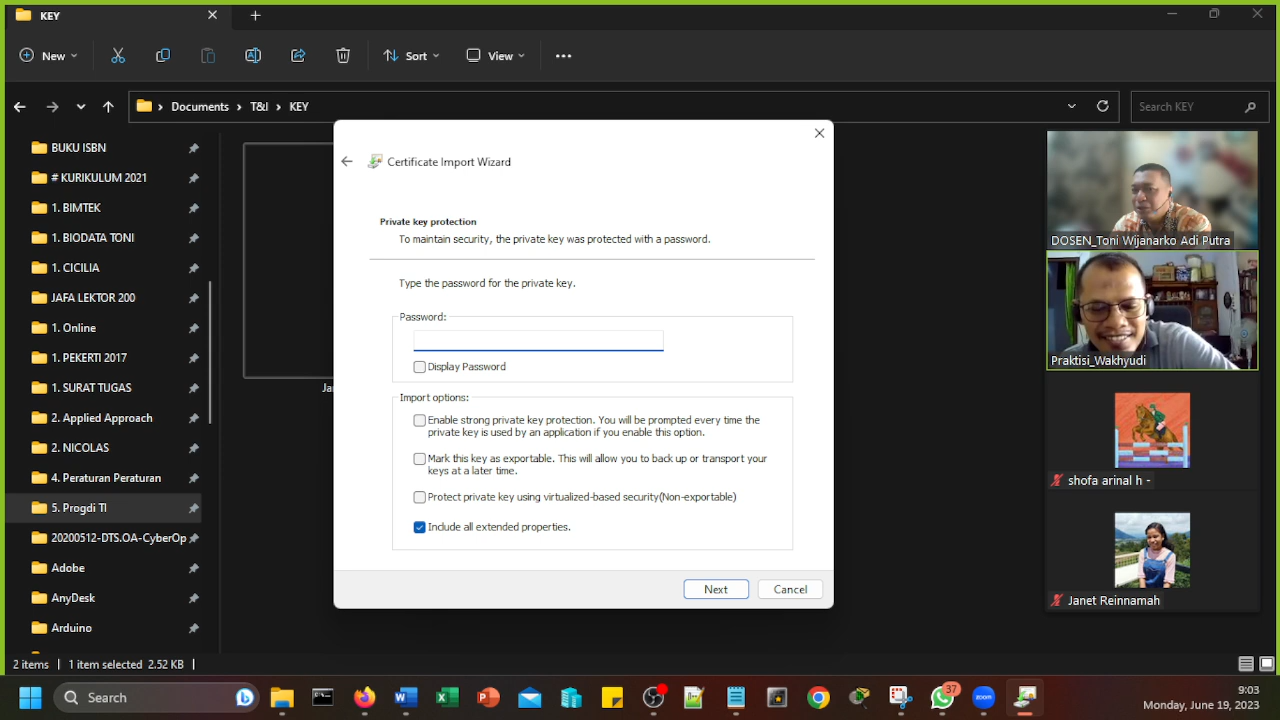 KEY
New
Sort
View
Documents
T&I
KEY
Search KEY
BUKU ISBN
# KURIKULUM 2021
1. BIMTEK
1. BIODATA TONI
1. CICILIA
JAFA LEKTOR 200
1. Online
1. PEKERTI 2017
1. SURAT TUGAS
2. Applied Approach
2. NICOLAS
4. Peraturan Peraturan
5. Progdi TI
20200512-DTS.OA-CyberOp
Adobe
AnyDesk
Arduino
Certificate Import Wizard
Private key protection
To maintain security, the private key was protected with a password.
Type the password for the private key.
Password:
Display Password
Import options:
Enable strong private key protection. You will be prompted every time the
private key is used by an application if you enable this option.
Mark this key as exportable. This will allow you to back up or transport your
keys at a later time.
Protect private key using virtualized-based security(Non-exportable)
Include all extended properties.
Next
Cancel
DOSEN_Toni Wijanarko Adi Putra
Praktisi_Wakhyudi
shofa arinal h -
Janet Reinnamah
2 items
1 item selected 2.52 KB
Search
37
zoom
9:03
Monday, June 19, 2023